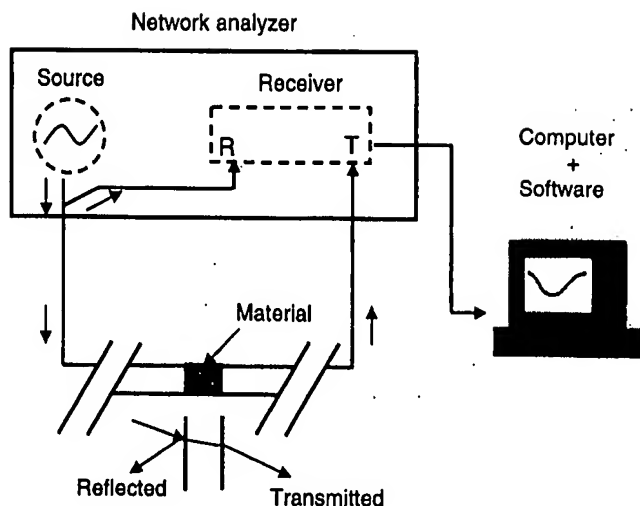 Network analyzer
Source
Receiver
R
T
Computer
+
Software
Material
Reflected
Transmitted